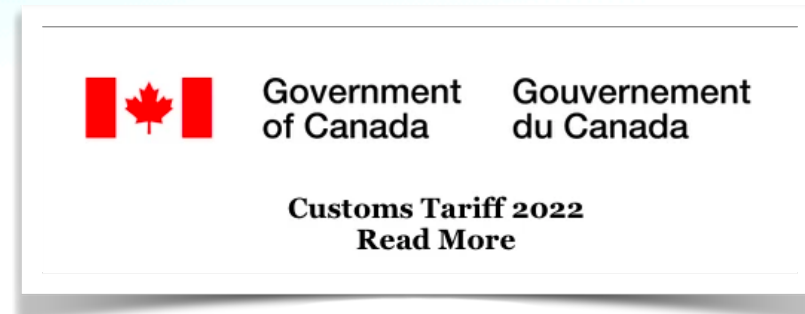 Government of Canada
Gouvernement du Canada
Customs Tariff 2022
Read More